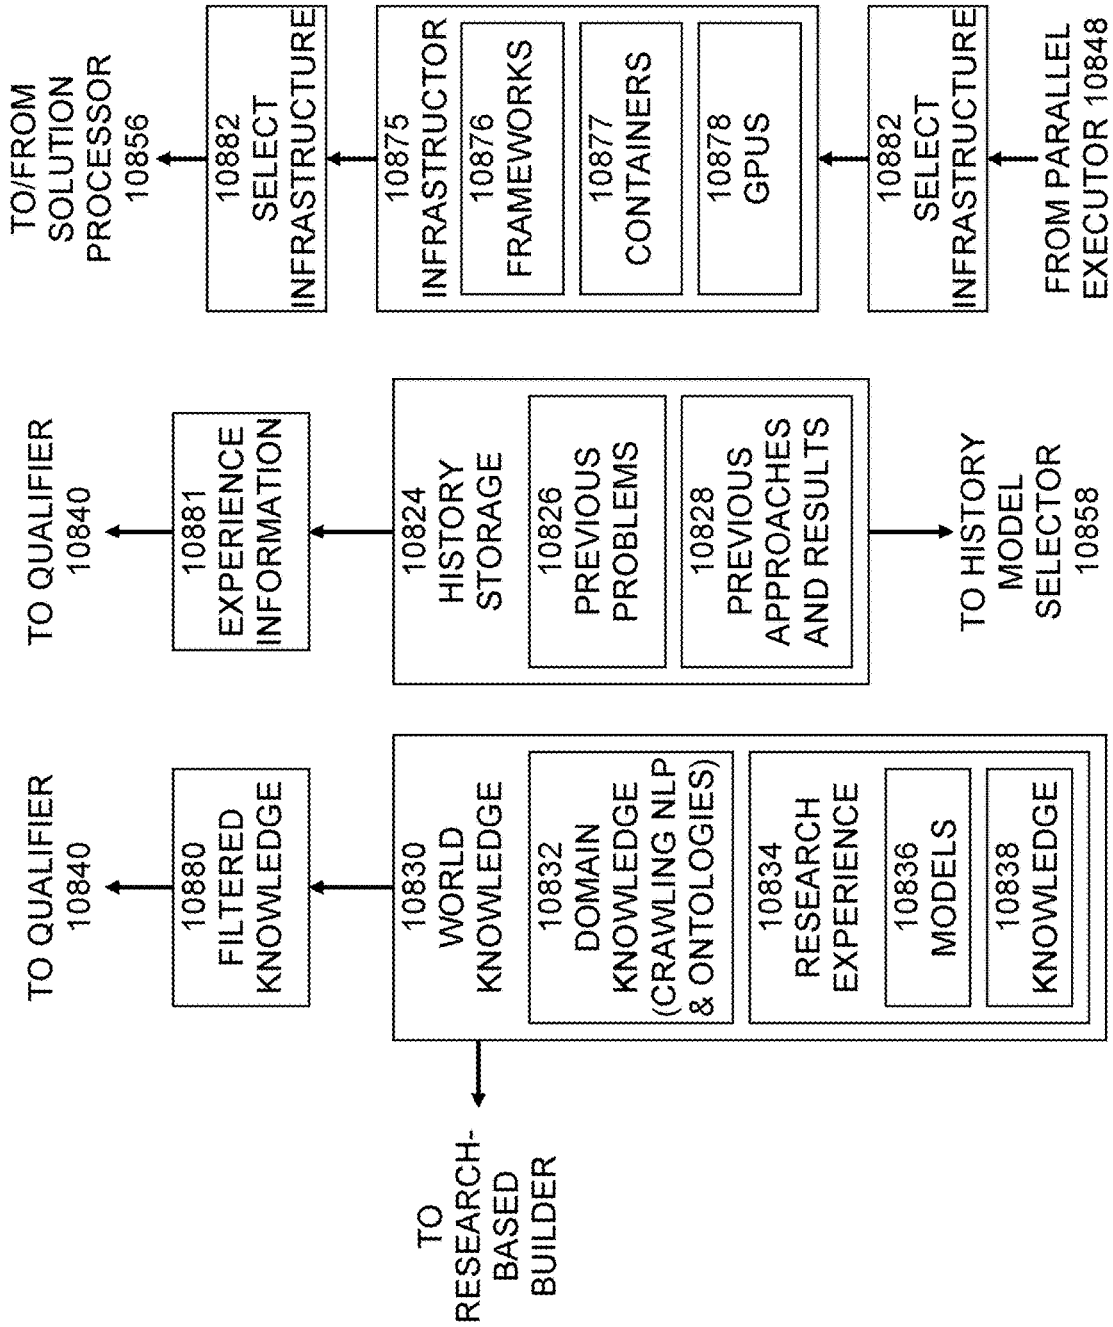 TO/FROM
SOLUTION
PROCESSOR
10856
10882
SELECT
INFRASTRUCTURE
10875
INFRASTRUCTOR
10876
FRAMEWORKS
10877
CONTAINERS
10878
GPUS
10882
SELECT
INFRASTRUCTURE
FROM PARALLEL
EXECUTOR 10848
TO QUALIFIER
10840
10881
EXPERIENCE
INFORMATION
10824
HISTORY
STORAGE
10826
PREVIOUS
PROBLEMS
10828
PREVIOUS
APPROACHES
AND RESULTS
TO HISTORY
MODEL
SELECTOR
10858
TO QUALIFIER
10840
10880
FILTERED
KNOWLEDGE
10830
WORLD
KNOWLEDGE
10832
DOMAIN
KNOWLEDGE
(CRAWLING NLP
& ONTOLOGIES)
10834
RESEARCH
EXPERIENCE
10836
MODELS
10838
KNOWLEDGE
TO
RESEARCH-
BASED
BUILDER